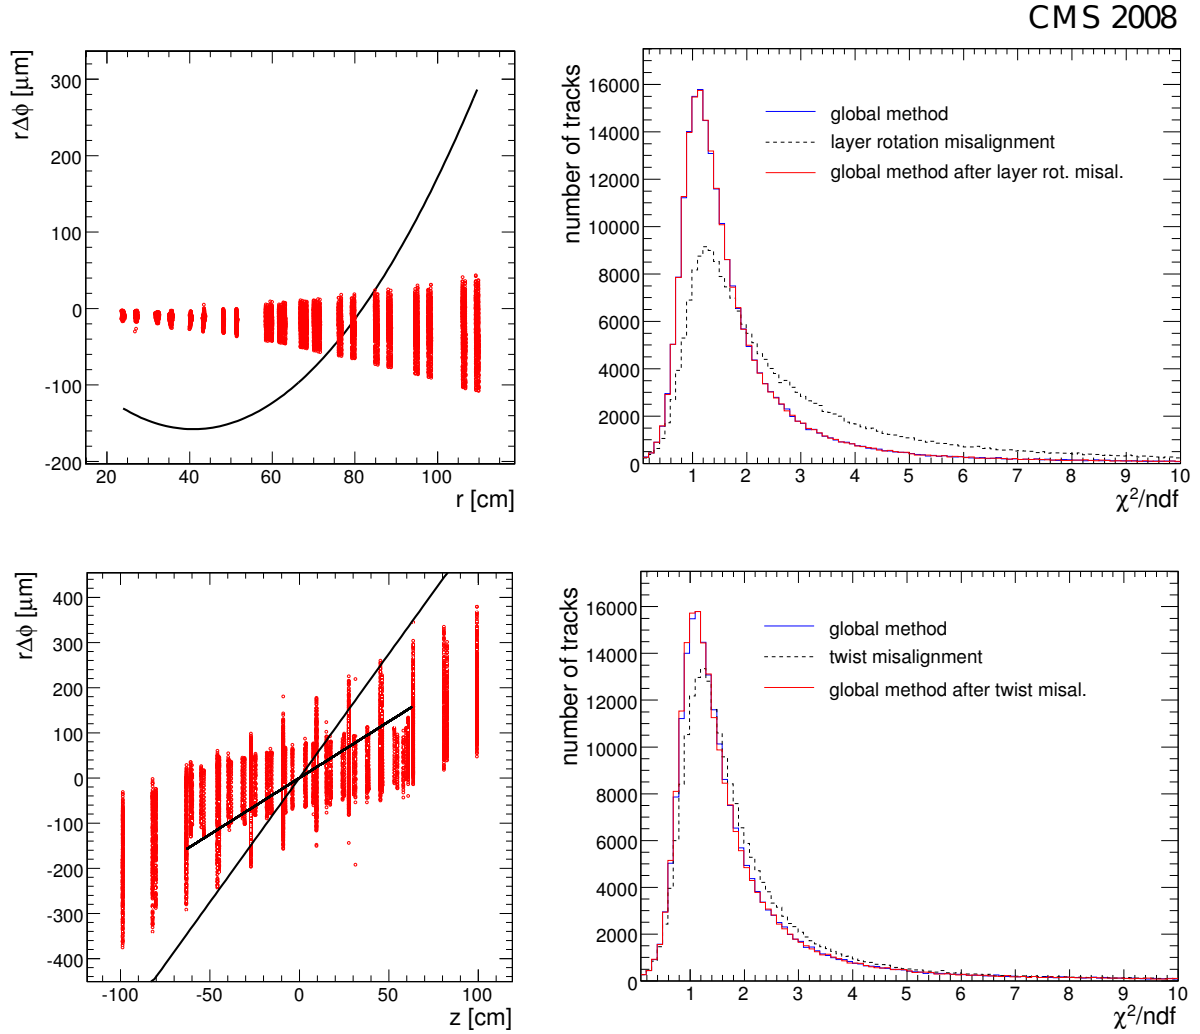 CMS 2008
rΔϕ [μm]
300
200
100
0
-100
-200
20 40 60 80 100
r [cm]
number of tracks
16000
14000
12000
10000
8000
6000
4000
2000
0
global method
layer rotation misalignment
global method after layer rot. misal.
1 2 3 4 5 6 7 8 9 10
χ²/ndf
rΔϕ [μm]
400
300
200
100
0
-100
-200
-300
-400
-100 -50 0 50 100
z [cm]
number of tracks
16000
14000
12000
10000
8000
6000
4000
2000
0
global method
twist misalignment
global method after twist misal.
1 2 3 4 5 6 7 8 9 10
χ²/ndf